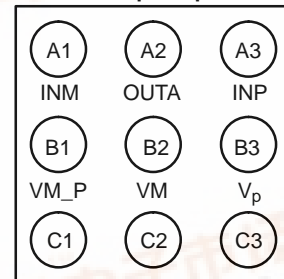 A1 A2 A3
INM OUTA INP
B1 B2 B3
VM_P VM Vp
C1 C2 C3